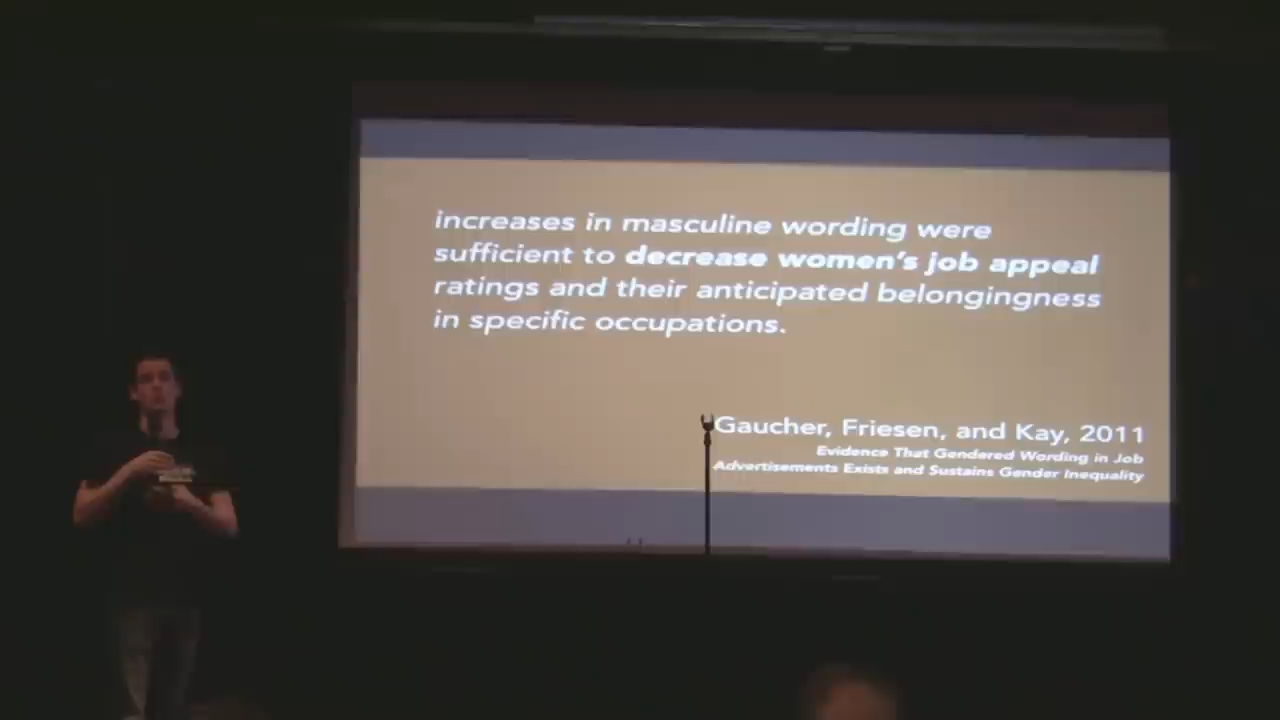 increases in masculine wording were
sufficient to decrease women's job appeal
ratings and their anticipated belongingness
in specific occupations.
Gaucher, Friesen, and Kay, 2011
Evidence That Gendered Wording in Job
Advertisements Exists and Sustains Gender Inequality